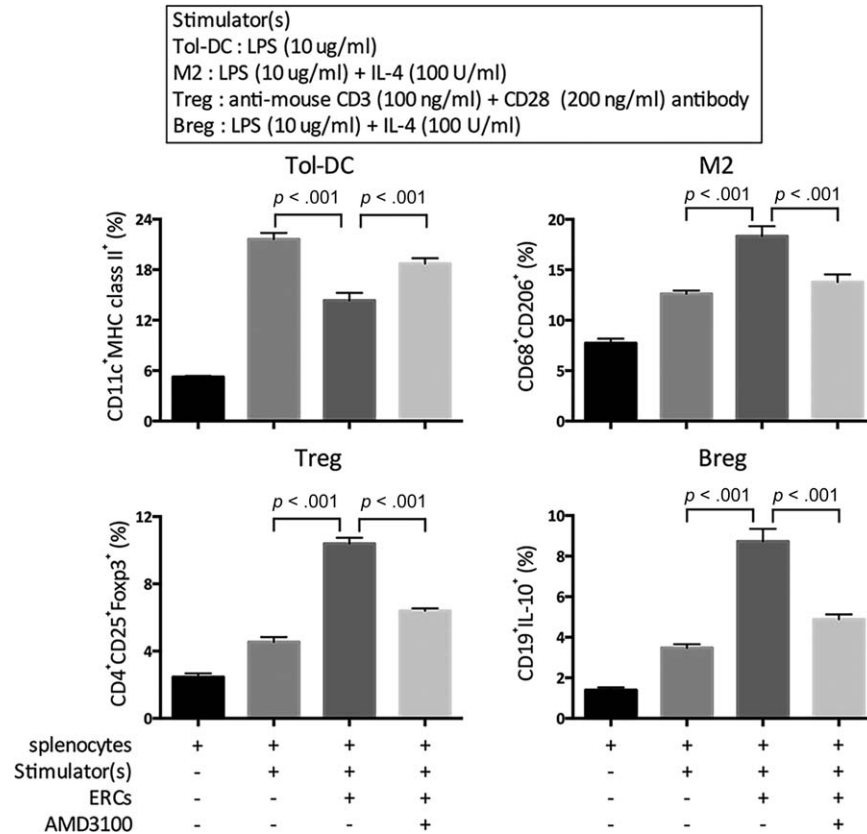 Stimulator(s)
Tol-DC : LPS (10 ug/ml)
M2 : LPS (10 ug/ml) + IL-4 (100 U/ml)
Treg : anti-mouse CD3 (100 ng/ml) + CD28 (200 ng/ml) antibody
Breg : LPS (10 ug/ml) + IL-4 (100 U/ml)
Tol-DC
p < .001 p < .001
CD11c⁺MHC class II⁺ (%)
24
18
12
6
0
M2
p < .001 p < .001
CD68⁺CD206⁺ (%)
20
15
10
5
0
Treg
p < .001 p < .001
CD4⁺CD25⁺Foxp3⁺ (%)
12
8
4
0
Breg
p < .001 p < .001
CD19⁺IL-10⁺ (%)
10
8
6
4
2
0
splenocytes + + + + + + + +
Stimulator(s) - + + + - + + +
ERCs - - + + - - + +
AMD3100 - - - + - - - +